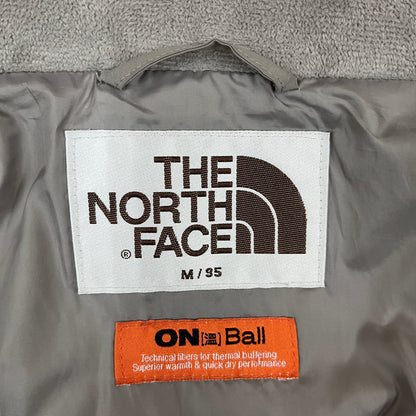 THE
NORTH
FACE
®
M / 95
ON[溫]Ball
Technical fibers for thermal buffering
Superior warmth & quick dry performance